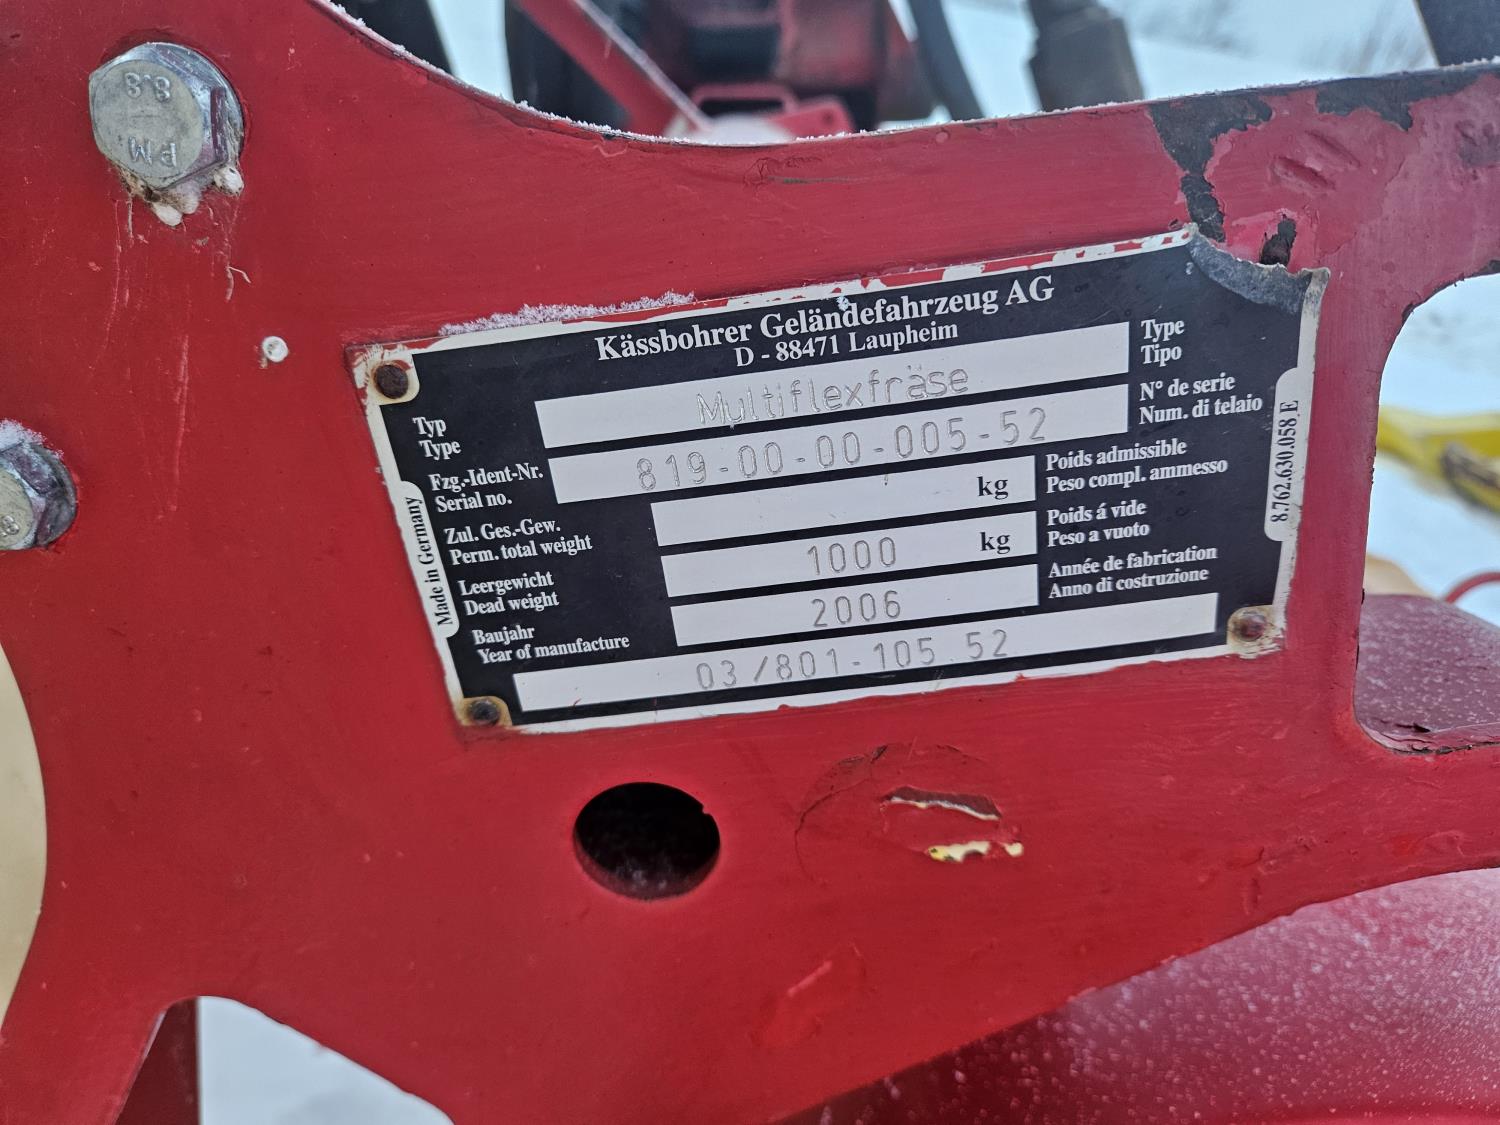 8.8
PM
Kässbohrer Geländefahrzeug AG
D - 88471 Laupheim
Typ
Type
Multiflexfräse
Type
Tipo
Fzg.-Ident-Nr.
Serial no.
819-00-00-005-52
N° de serie
Num. di telaio
Zul. Ges.-Gew.
Perm. total weight
kg
Poids admissible
Peso compl. ammesso
Leergewicht
Dead weight
1000 kg
Poids á vide
Peso a vuoto
Baujahr
Year of manufacture
2006
Année de fabrication
Anno di costruzione
03/801-105 52
Made in Germany
8.762.630.058 E
8